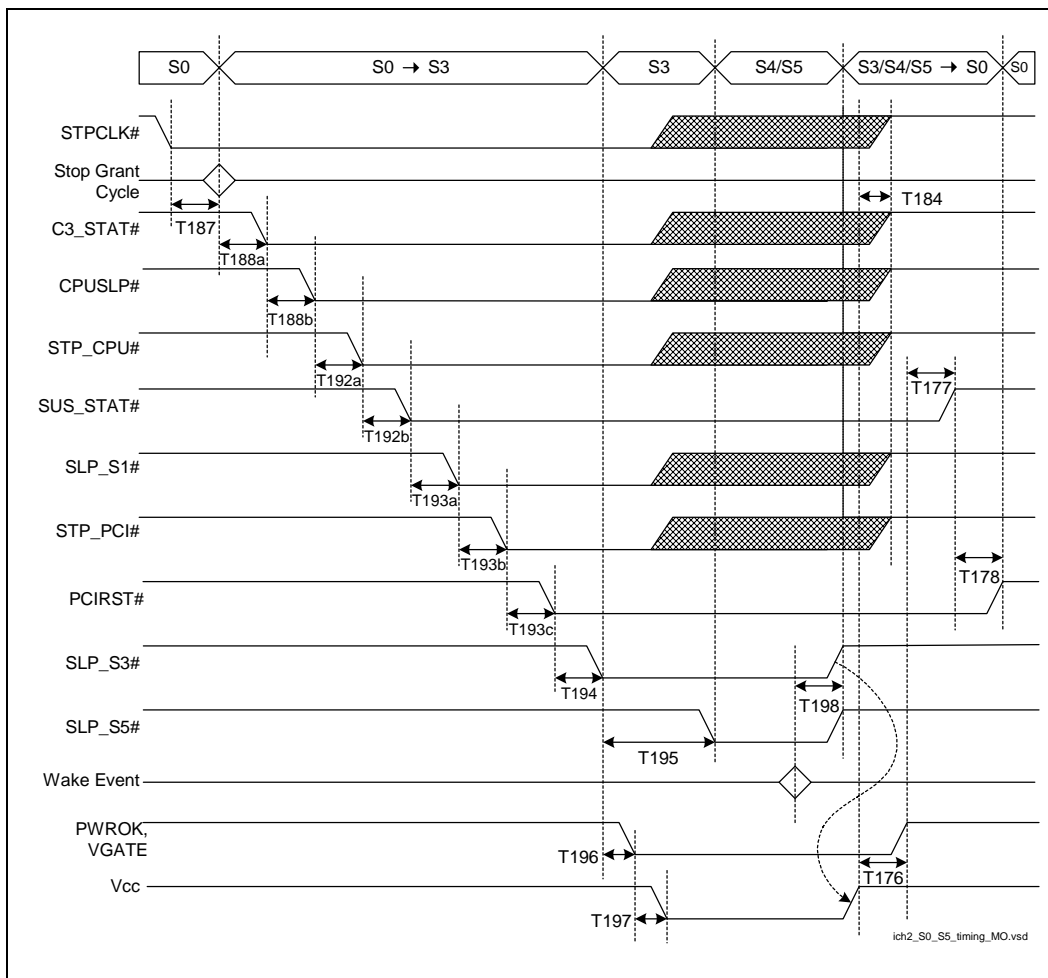 S0
S0 → S3
S3
S4/S5
S3/S4/S5 → S0
S0
STPCLK#
Stop Grant
Cycle
T184
T187
C3_STAT#
T188a
CPUSLP#
T188b
STP_CPU#
T192a
T177
SUS_STAT#
T192b
SLP_S1#
T193a
STP_PCI#
T193b
T178
PCIRST#
T193c
SLP_S3#
T194
T198
SLP_S5#
T195
Wake Event
PWROK,
VGATE
T196
T176
Vcc
T197
ich2_S0_S5_timing_MO.vsd